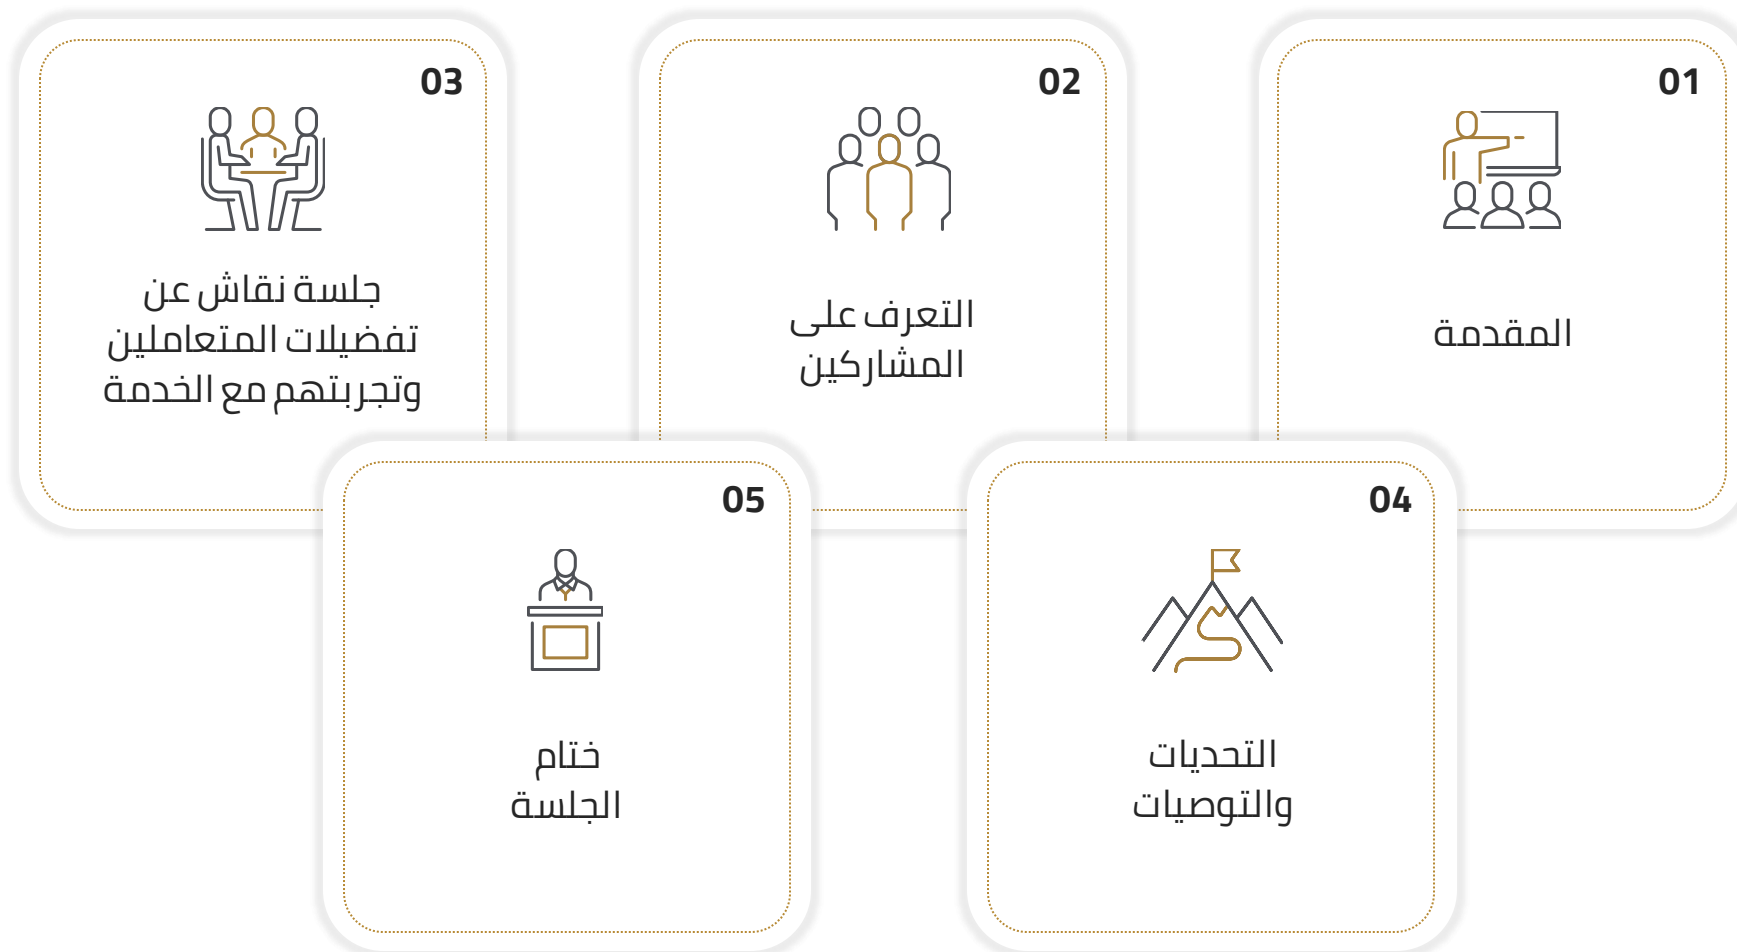 01
المقدمة
02
التعرف على
المشاركين
03
جلسة نقاش عن
تفضيلات المتعاملين
وتجربتهم مع الخدمة
04
التحديات
والتوصيات
05
ختام
الجلسة